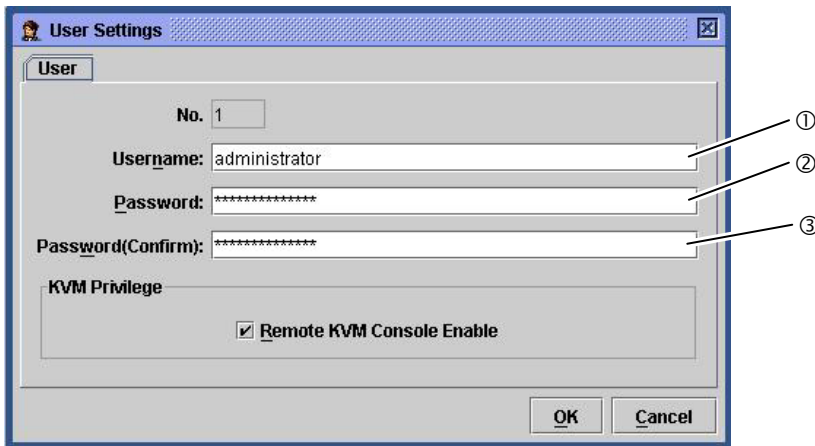 User Settings
User
No. 1
Username: administrator ①
Password: ************** ②
Password(Confirm): ************** ③
KVM Privilege
Remote KVM Console Enable
OK Cancel